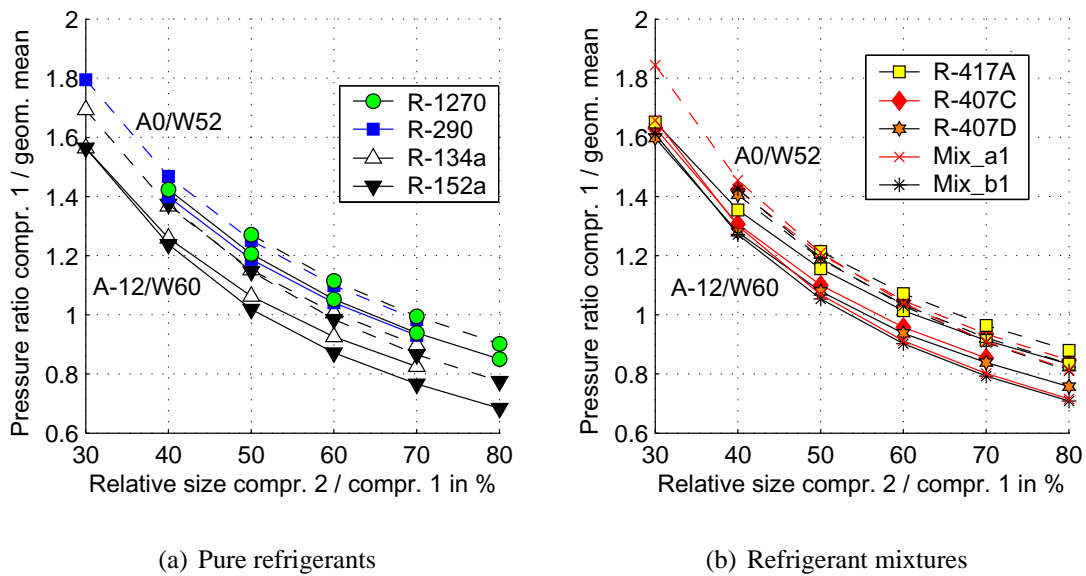 Pressure ratio compr. 1 / geom. mean
2
1.8
1.6
1.4
1.2
1
0.8
0.6
30 40 50 60 70 80
Relative size compr. 2 / compr. 1 in %
A0/W52
A-12/W60
R-1270
R-290
R-134a
R-152a
(a) Pure refrigerants
Pressure ratio compr. 1 / geom. mean
2
1.8
1.6
1.4
1.2
1
0.8
0.6
30 40 50 60 70 80
Relative size compr. 2 / compr. 1 in %
A0/W52
A-12/W60
R-417A
R-407C
R-407D
Mix_a1
Mix_b1
(b) Refrigerant mixtures